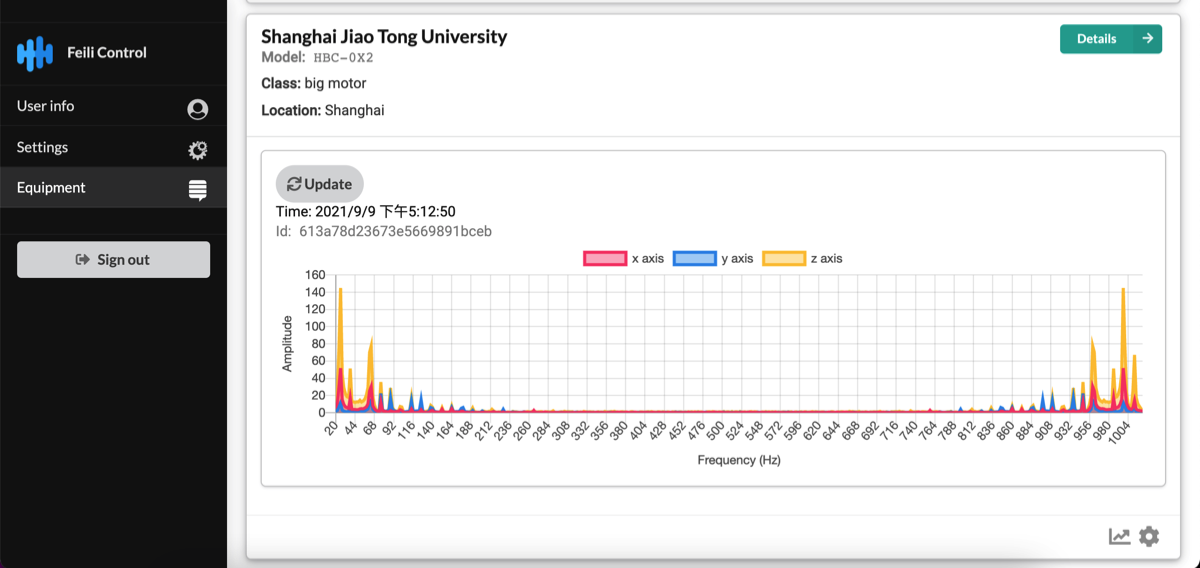 Feili Control
User info
Settings
Equipment
Sign out
Shanghai Jiao Tong University
Model: HBC-0X2
Class: big motor
Location: Shanghai
Details
Update
Time: 2021/9/9 下午5:12:50
Id: 613a78d23673e5669891bceb
x axis y axis z axis
160
140
120
100
80
60
40
20
0
Amplitude
20 44 68 92 116 140 164 188 212 236 260 284 308 332 356 380 404 428 452 476 500 524 548 572 596 620 644 668 692 716 740 764 788 812 836 860 884 908 932 956 980 1004
Frequency (Hz)